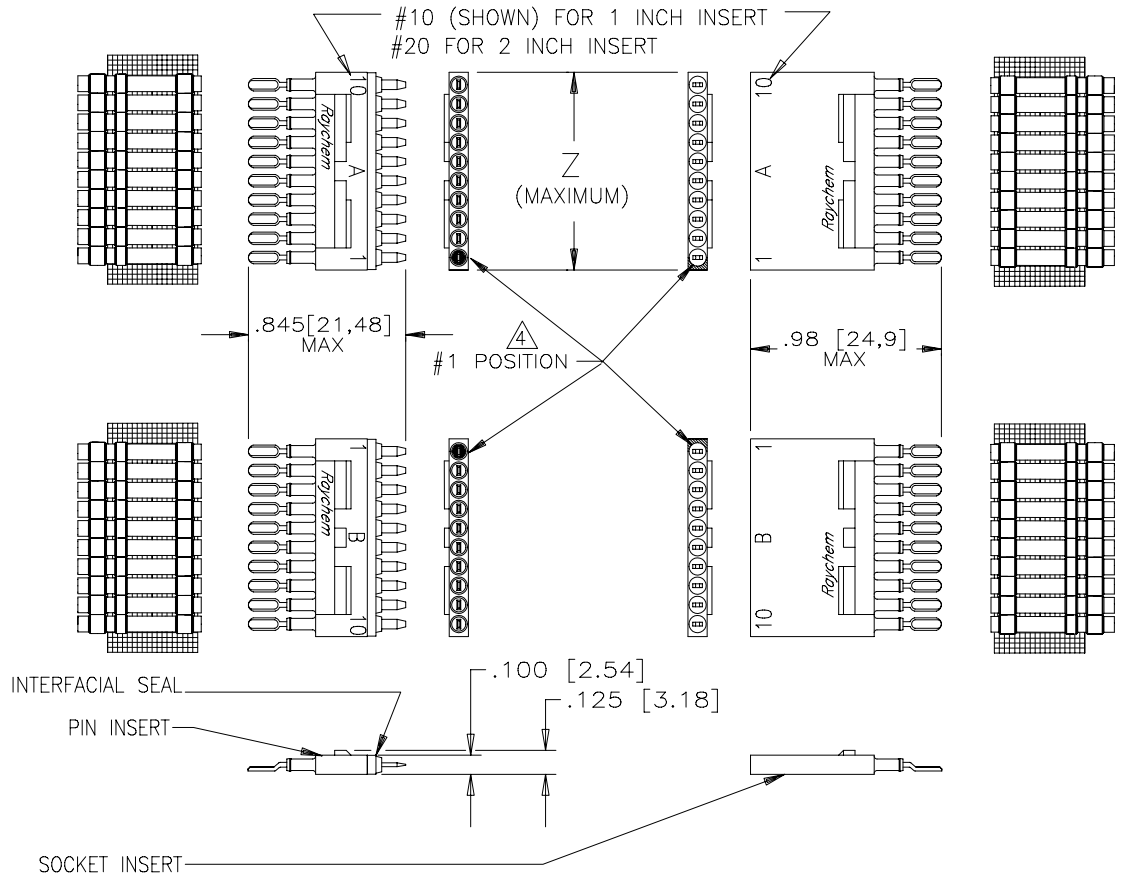 #10 (SHOWN) FOR 1 INCH INSERT
#20 FOR 2 INCH INSERT
10
Raychem
A
1
Z
(MAXIMUM)
10
A
Raychem
1
.845[21,48]
MAX
4
#1 POSITION
.98 [24,9]
MAX
1
Raychem
B
10
1
B
Raychem
10
.100 [2.54]
.125 [3.18]
INTERFACIAL SEAL
PIN INSERT
SOCKET INSERT